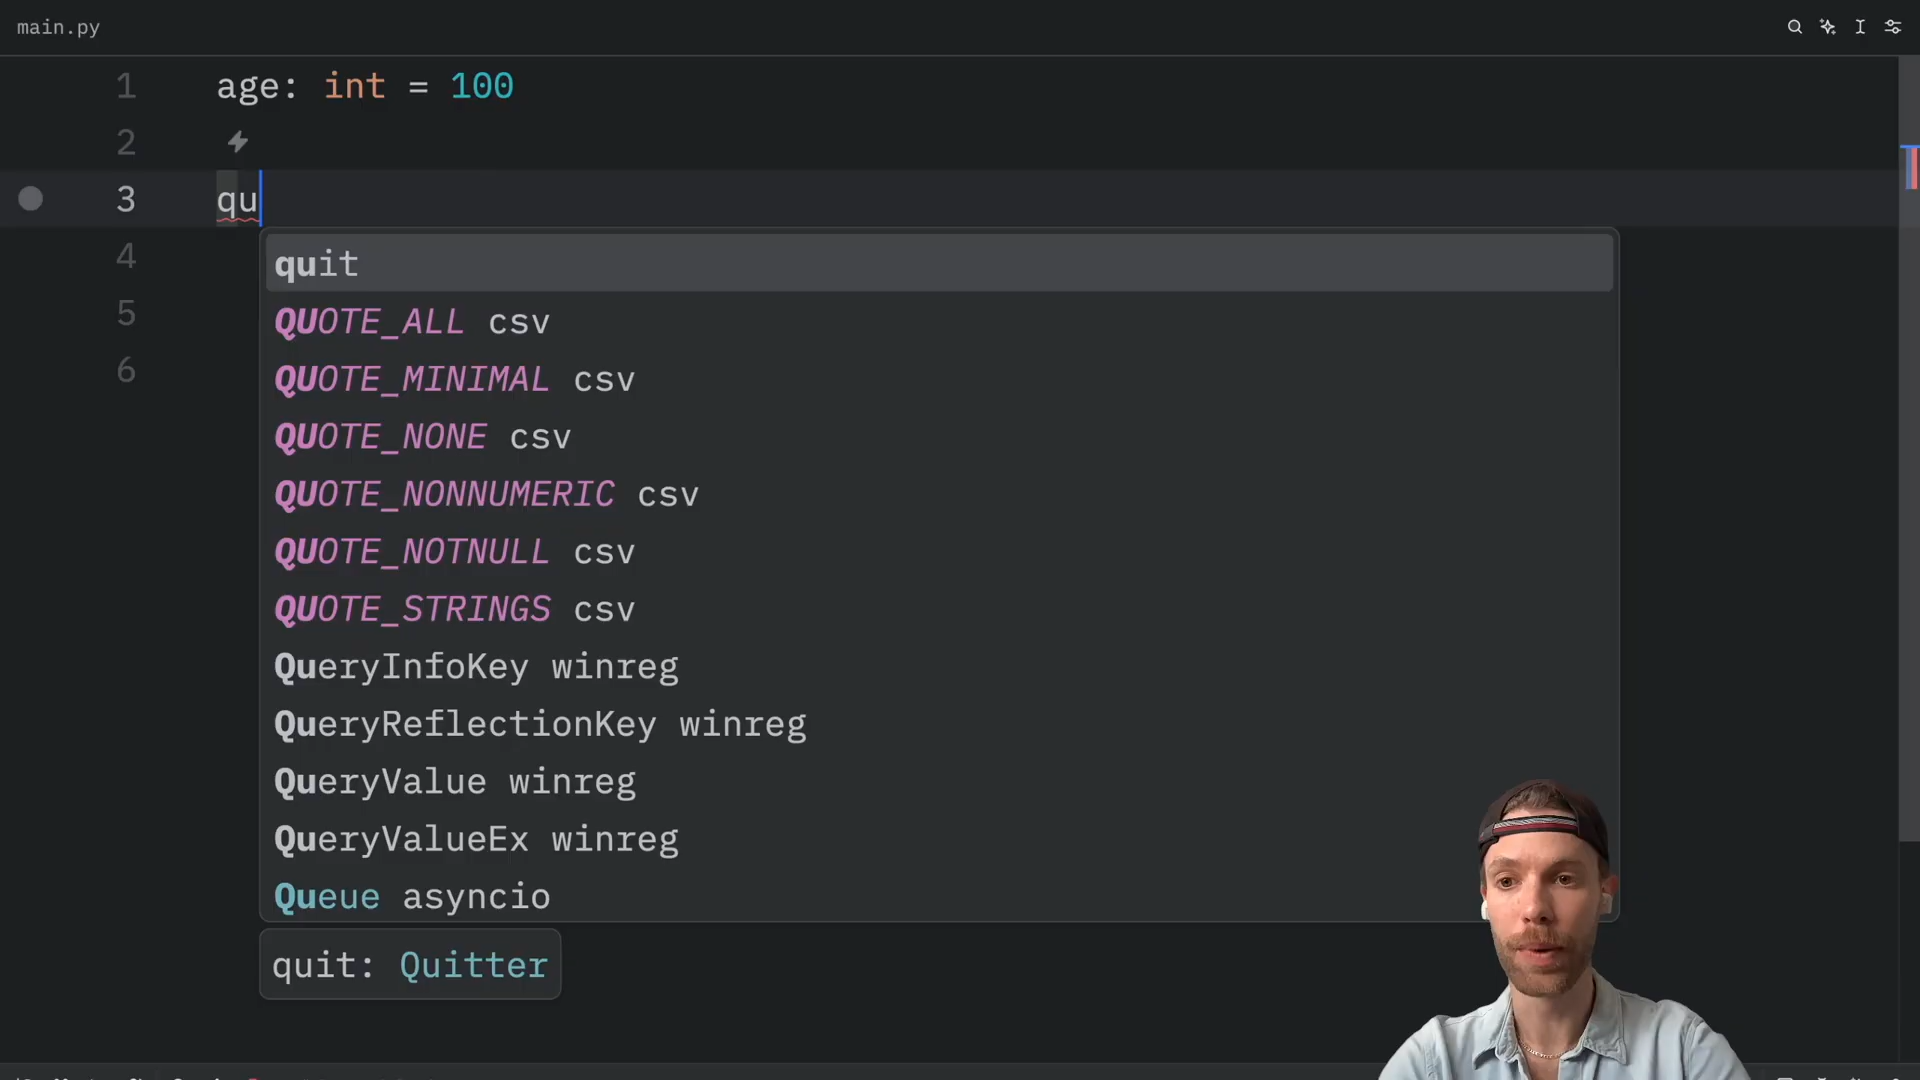 main.py
1 age: int = 100
2
3 qu
4
5
6
quit
QUOTE_ALL csv
QUOTE_MINIMAL csv
QUOTE_NONE csv
QUOTE_NONNUMERIC csv
QUOTE_NOTNULL csv
QUOTE_STRINGS csv
QueryInfoKey winreg
QueryReflectionKey winreg
QueryValue winreg
QueryValueEx winreg
Queue asyncio
quit: Quitter